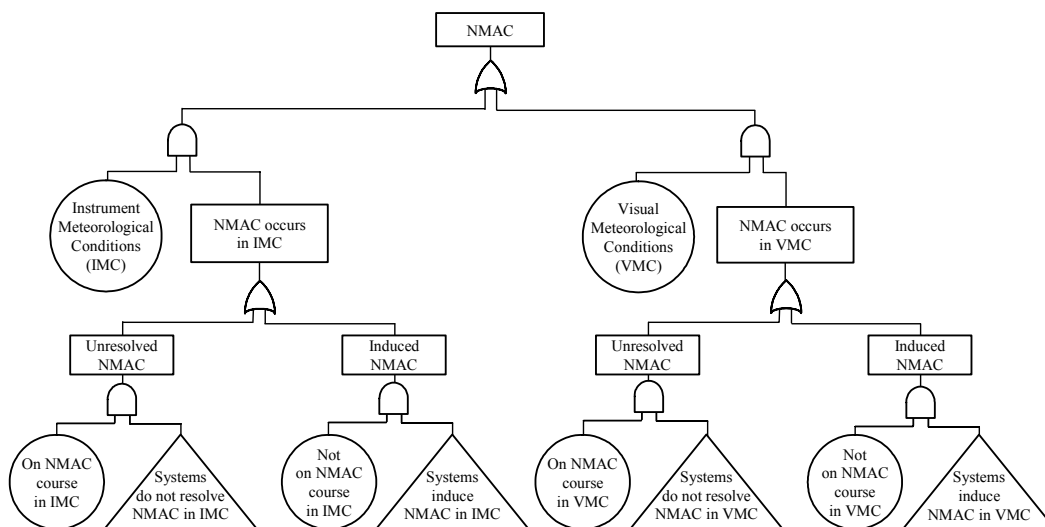 NMAC
Instrument
Meteorological
Conditions
(IMC)
NMAC occurs
in IMC
Visual
Meteorological
Conditions
(VMC)
NMAC occurs
in VMC
Unresolved
NMAC
Induced
NMAC
Unresolved
NMAC
Induced
NMAC
On NMAC
course
in IMC
Systems
do not resolve
NMAC in IMC
Not
on NMAC
course
in IMC
Systems
induce
NMAC in IMC
On NMAC
course
in VMC
Systems
do not resolve
NMAC in VMC
Not
on NMAC
course
in VMC
Systems
induce
NMAC in VMC